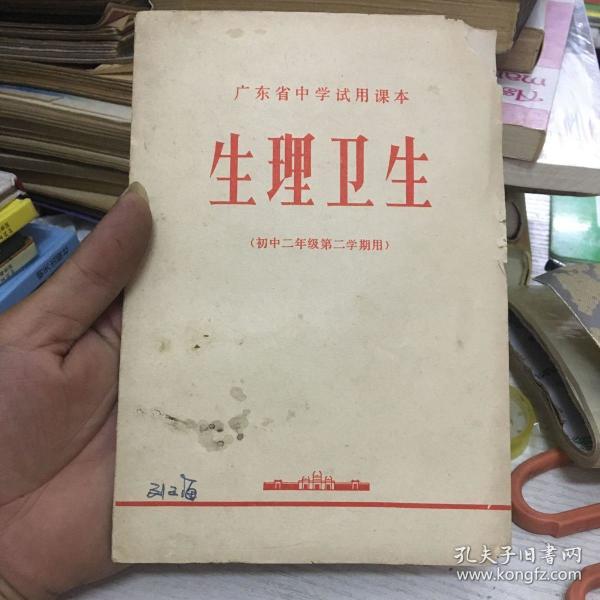 广东省中学试用课本
生理卫生
（初中二年级第二学期用）
孔夫子旧书网
www.kongfz.com